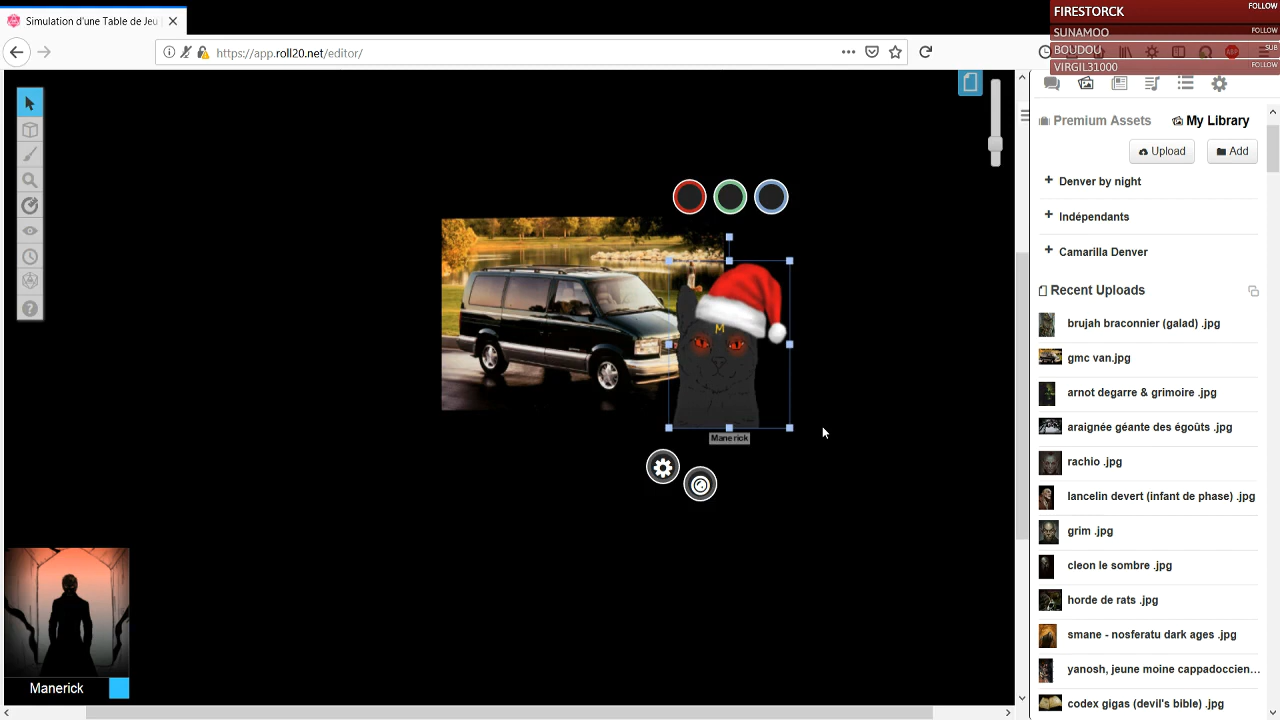 Simulation d'une Table de Jeu
https://app.roll20.net/editor/
FIRESTORCK FOLLOW
SUNAMOO FOLLOW
BOUDOU SUB
VIRGIL31000 FOLLOW
ABP
Premium Assets My Library
Upload Add
Denver by night
Indépendants
Camarilla Denver
Recent Uploads
brujah braconnier (galad) .jpg
gmc van.jpg
arnot degarre & grimoire .jpg
araignée géante des égoûts .jpg
rachio .jpg
lancelin devert (infant de phase) .jpg
grim .jpg
cleon le sombre .jpg
horde de rats .jpg
smane - nosferatu dark ages .jpg
yanosh, jeune moine cappadoccien...
codex gigas (devil's bible) .jpg
M
Manerick
Manerick